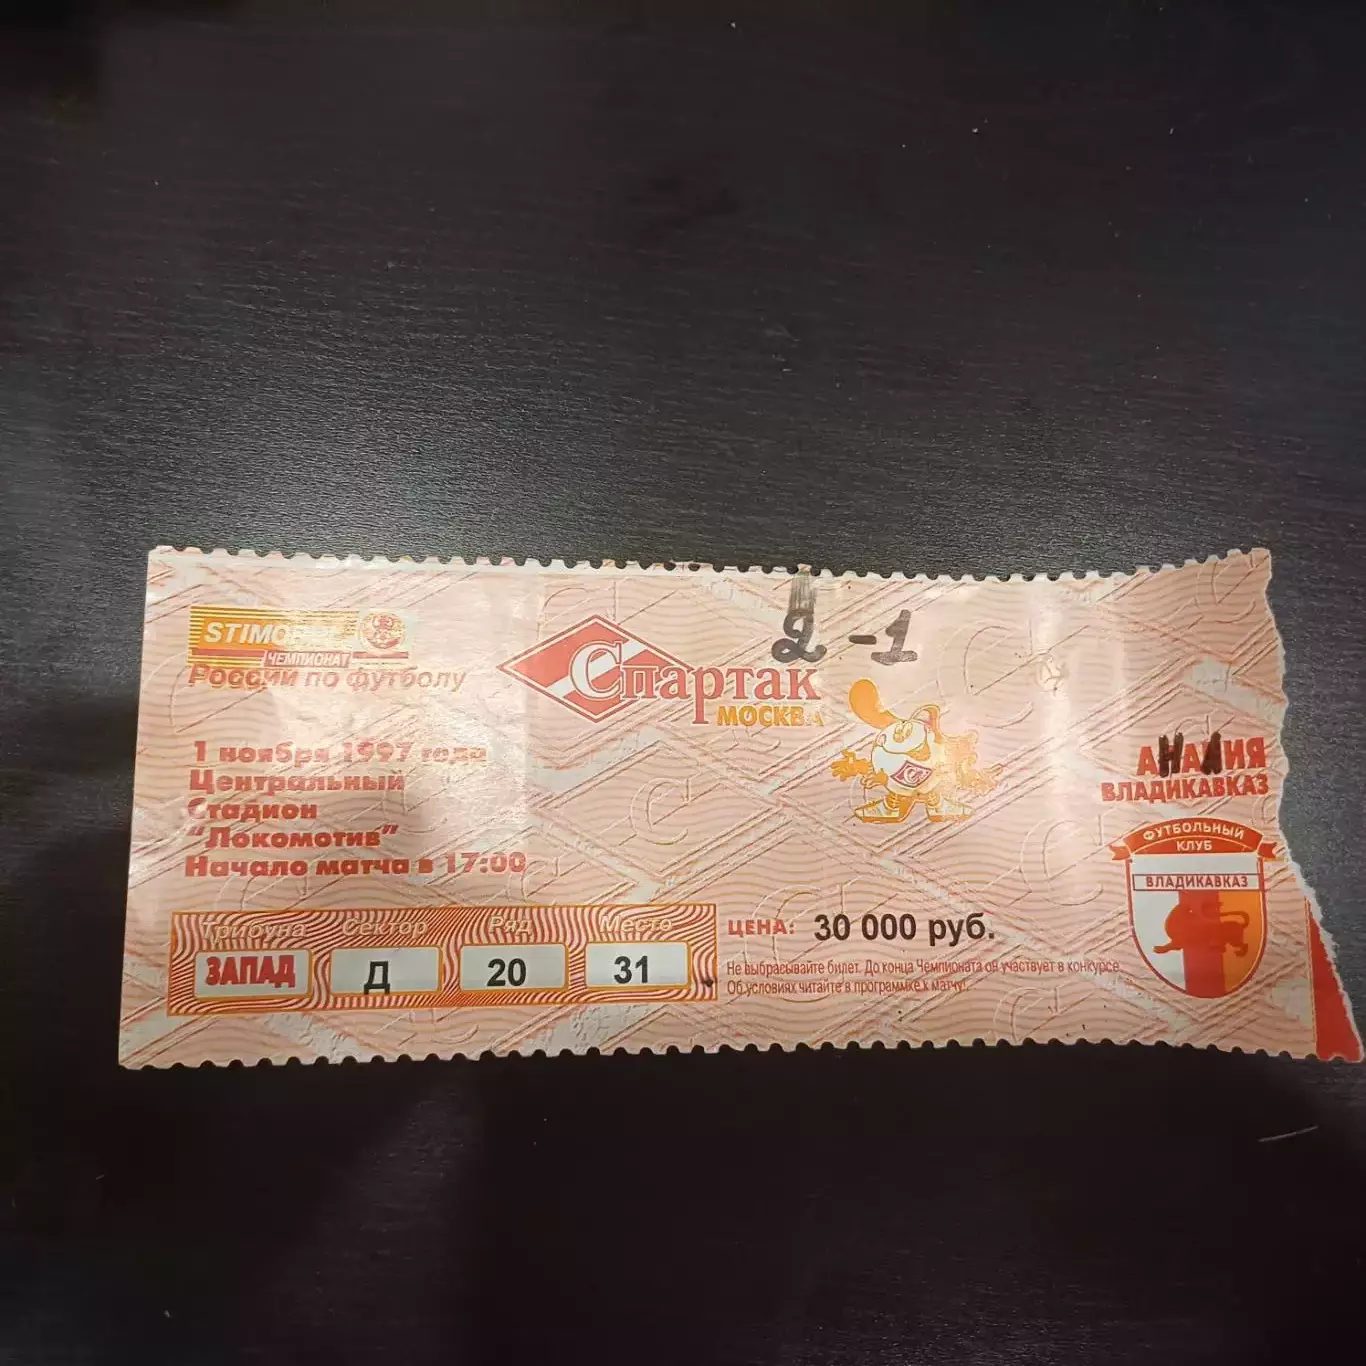 STIMOROL
ЧЕМПИОНАТ
России по футболу
1 ноября 1997 года
Центральный
Стадион
"Локомотив"
Начало матча в 17:00
Трибуна Сектор Ряд Место
ЗАПАД Д 20 31
Спартак
МОСКВА
2-1
ЦЕНА: 30 000 руб.
Не выбрасывайте билет. До конца Чемпионата он участвует в конкурсе.
Об условиях читайте в программке к матчу!
ВЛАДИКАВКАЗ
ФУТБОЛЬНЫЙ
КЛУБ
ВЛАДИКАВКАЗ